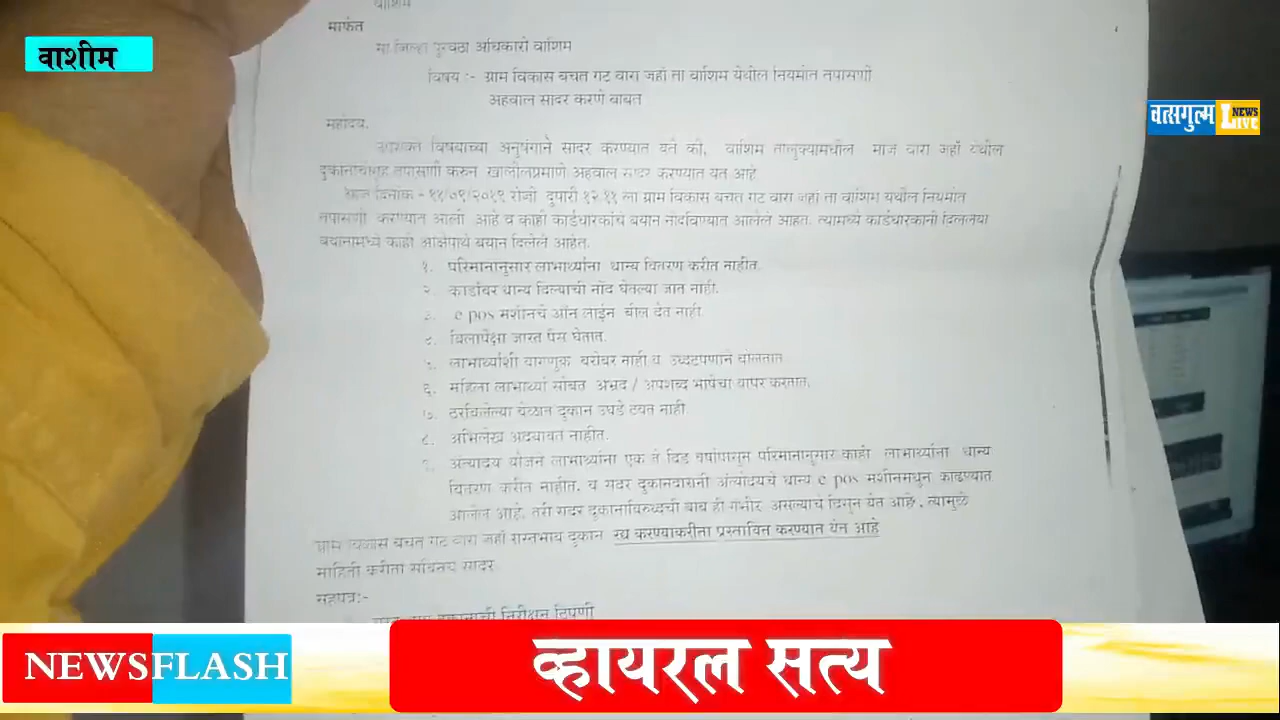 वाशिम
मार्फत
वाशीम
मा जिल्हा पुरवठा अधिकारी वाशिम
विषय :- ग्राम विकास बचत गट वारा जहाँ ता वाशिम येथील नियमीत तपासणी
अहवाल सादर करणे बाबत
वत्सगुल्म LIVE NEWS
महोदय,
उपरोक्त विषयाच्या अनुषंगाने सादर करण्यात येते की, वाशिम तालुक्यामधील मौजे वारा जहाँ येथील
दुकानाची तपासणी करुन खालीलप्रमाणे अहवाल सादर करण्यात येत आहे
आज दिनांक - ११/०९/२०१९ रोजी दुपारी १२.११ ला ग्राम विकास बचत गट वारा जहाँ ता वाशिम येथील नियमीत
तपासणी करण्यात आली आहे व काही कार्डधारकांचे बयान नोंदविण्यात आलेले आहेत. त्यामध्ये कार्डधारकांनी दिलेल्या
बयानामध्ये काही आक्षेपार्थ बयान दिलेले आहेत.
१. परिमानानुसार लाभार्थ्यांना धान्य वितरण करीत नाहीत.
२. कार्डावर धान्य दिल्याची नोंद घेतल्या जात नाही.
३. e pos मशीनचे ऑन लाईन बील देत नाही.
४. बिलापेक्षा जास्त पैसे घेतात.
५. लाभार्थ्यांशी वागणुक बरोबर नाही व उध्दटपणाने बोलतात
६. महिला लाभार्थ्यां सोबत अभद्र / अपशब्द भाषेचा वापर करतात.
७. ठरविलेल्या वेळात दुकान उघडे ठेवत नाही
८. अभिलेख अदयावत नाहीत.
९. अंत्योदय योजने लाभार्थ्यांना एक ते दिड वर्षापासुन परिमानानुसार काही लाभार्थ्यांना धान्य
वितरण करीत नाहीत. व सदर दुकानदारानी अंत्योदयचे धान्य e pos मशीनमधुन काढण्यात
आलेले आहे. तरी सदर दुकानाविरुध्दची बाब ही गंभीर असल्याचे दिसुन येत आहे. त्यामुळे
ग्राम विकास बचत गट वारा जहाँ रास्तभाव दुकान रद्य करण्याकरीता प्रस्तावित करण्यात येत आहे
माहिती करीता सविनय सादर
सहपत्र:-
दुकानाची निरीक्षन टिपणी
NEWSFLASH
व्हायरल सत्य